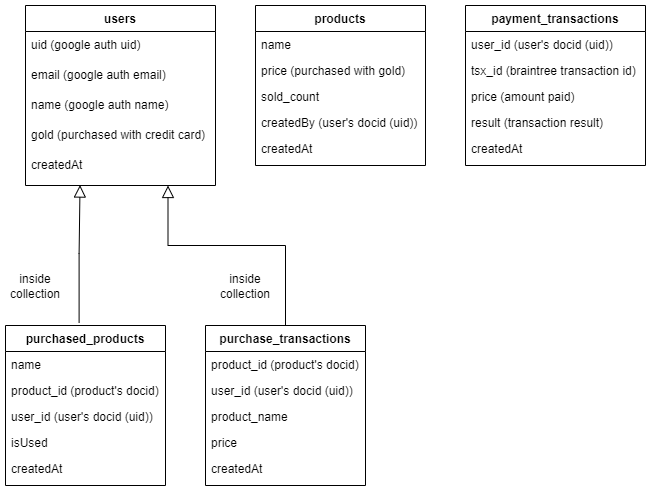 users
uid (google auth uid)
email (google auth email)
name (google auth name)
gold (purchased with credit card)
createdAt
products
name
price (purchased with gold)
sold_count
createdBy (user's docid (uid))
createdAt
payment_transactions
user_id (user's docid (uid))
tsx_id (braintree transaction id)
price (amount paid)
result (transaction result)
createdAt
inside
collection
inside
collection
purchased_products
name
product_id (product's docid)
user_id (user's docid (uid))
isUsed
createdAt
purchase_transactions
product_id (product's docid)
user_id (user's docid (uid))
product_name
price
createdAt